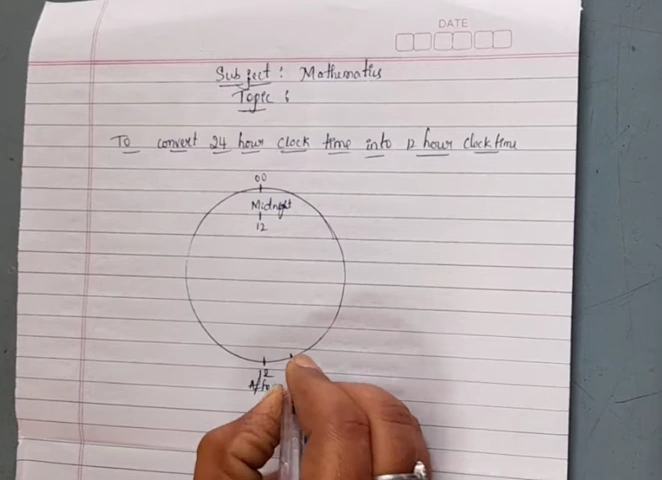 DATE
Subject : Mathematics
Topic :
To convert 24 hour clock time into 12 hour clock time
00
Midnight
12
12